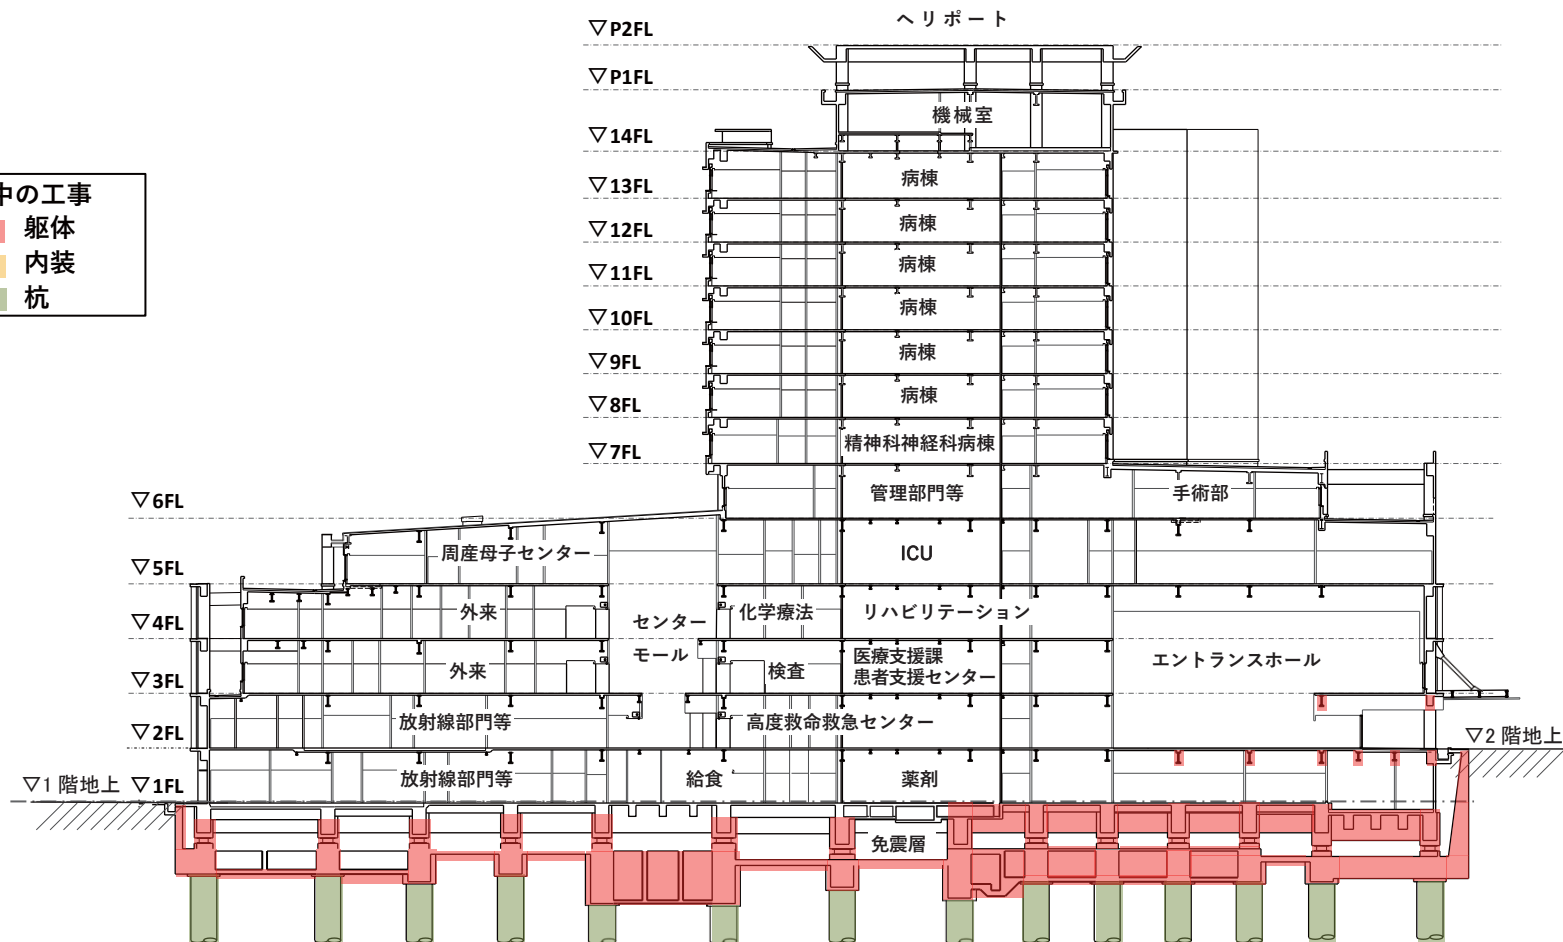 ヘリポート
▽P2FL
▽P1FL
機械室
▽14FL
中の工事
躯体
内装
杭
病棟
▽13FL
病棟
▽12FL
病棟
▽11FL
病棟
▽10FL
病棟
▽9FL
病棟
▽8FL
精神科神経科病棟
▽7FL
管理部門等
手術部
▽6FL
周産母子センター
ICU
▽5FL
外来
センター
モール
化学療法
リハビリテーション
▽4FL
外来
検査
医療支援課
患者支援センター
エントランスホール
▽3FL
放射線部門等
高度救命救急センター
▽2FL
▽2階地上
放射線部門等
給食
薬剤
▽1階地上
▽1FL
免震層